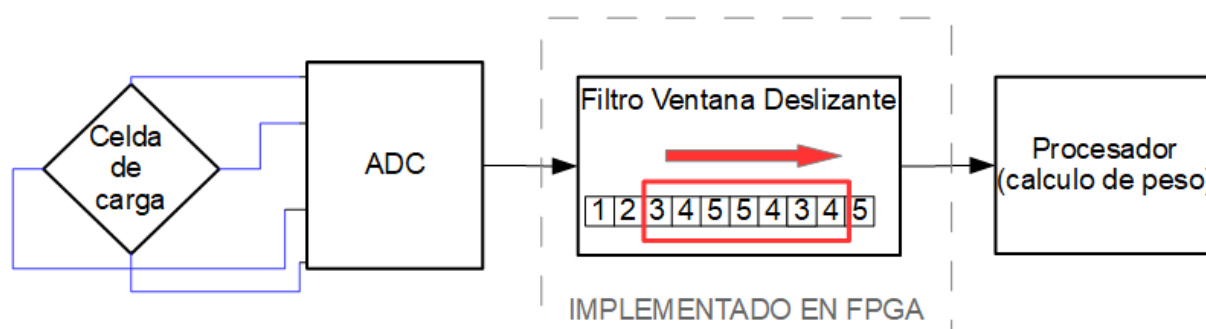 Celda
de
carga
ADC
Filtro Ventana Deslizante
1 2 3 4 5 5 4 3 4 5
IMPLEMENTADO EN FPGA
Procesador
(calculo de peso)